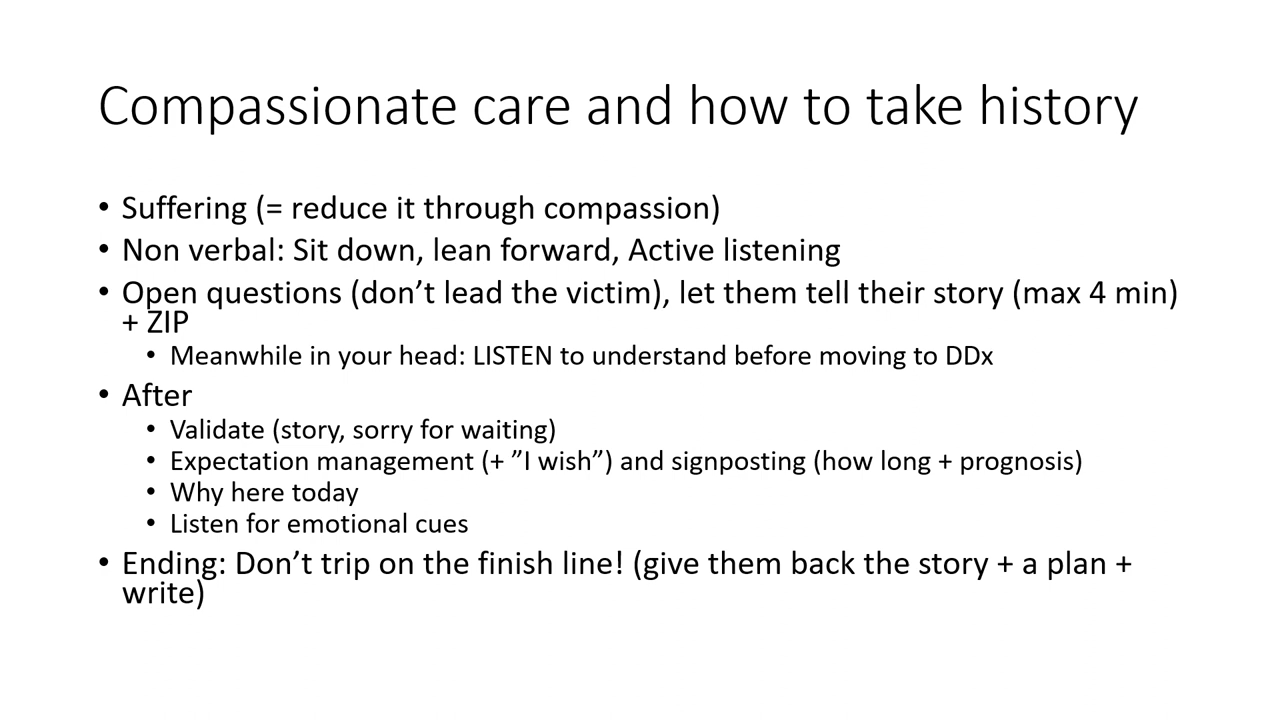 Compassionate care and how to take history
• Suffering (= reduce it through compassion)
• Non verbal: Sit down, lean forward, Active listening
• Open questions (don’t lead the victim), let them tell their story (max 4 min)
+ ZIP
• Meanwhile in your head: LISTEN to understand before moving to DDx
• After
• Validate (story, sorry for waiting)
• Expectation management (+ ”I wish”) and signposting (how long + prognosis)
• Why here today
• Listen for emotional cues
• Ending: Don’t trip on the finish line! (give them back the story + a plan +
write)